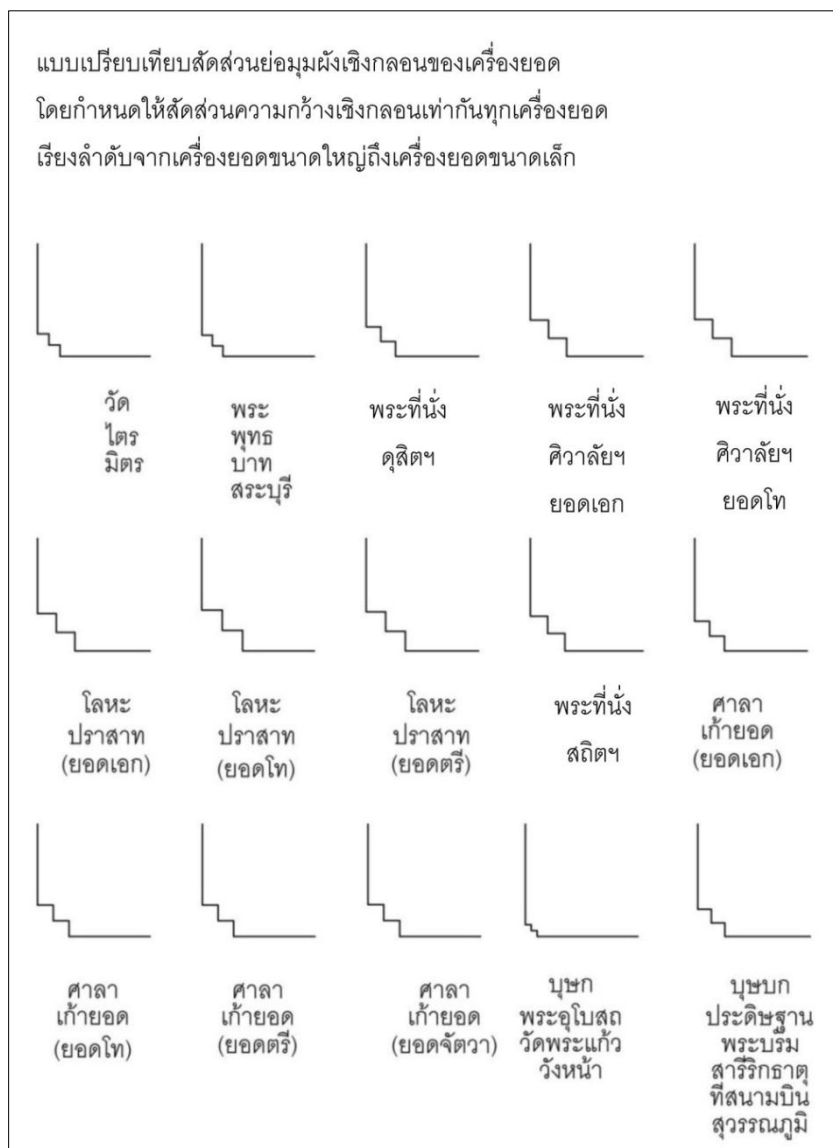 แบบเปรียบเทียบสัดส่วนย่อมุมผังเชิงกลอนของเครื่องยอด
โดยกำหนดให้สัดส่วนความกว้างเชิงกลอนเท่ากันทุกเครื่องยอด
เรียงลำดับจากเครื่องยอดขนาดใหญ่ถึงเครื่องยอดขนาดเล็ก
วัด
ไตร
มิตร
พระ
พุทธ
บาท
สระบุรี
พระที่นั่ง
ดุสิตฯ
พระที่นั่ง
ศิวาลัยฯ
ยอดเอก
พระที่นั่ง
ศิวาลัยฯ
ยอดโท
โลหะ
ปราสาท
(ยอดเอก)
โลหะ
ปราสาท
(ยอดโท)
โลหะ
ปราสาท
(ยอดตรี)
พระที่นั่ง
สถิตฯ
ศาลา
เก้ายอด
(ยอดเอก)
ศาลา
เก้ายอด
(ยอดโท)
ศาลา
เก้ายอด
(ยอดตรี)
ศาลา
เก้ายอด
(ยอดจัตวา)
บุษก
พระอุโบสถ
วัดพระแก้ว
วังหน้า
บุษบก
ประดิษฐาน
พระบรม
สารีริกธาตุ
ที่สนามบิน
สุวรรณภูมิ